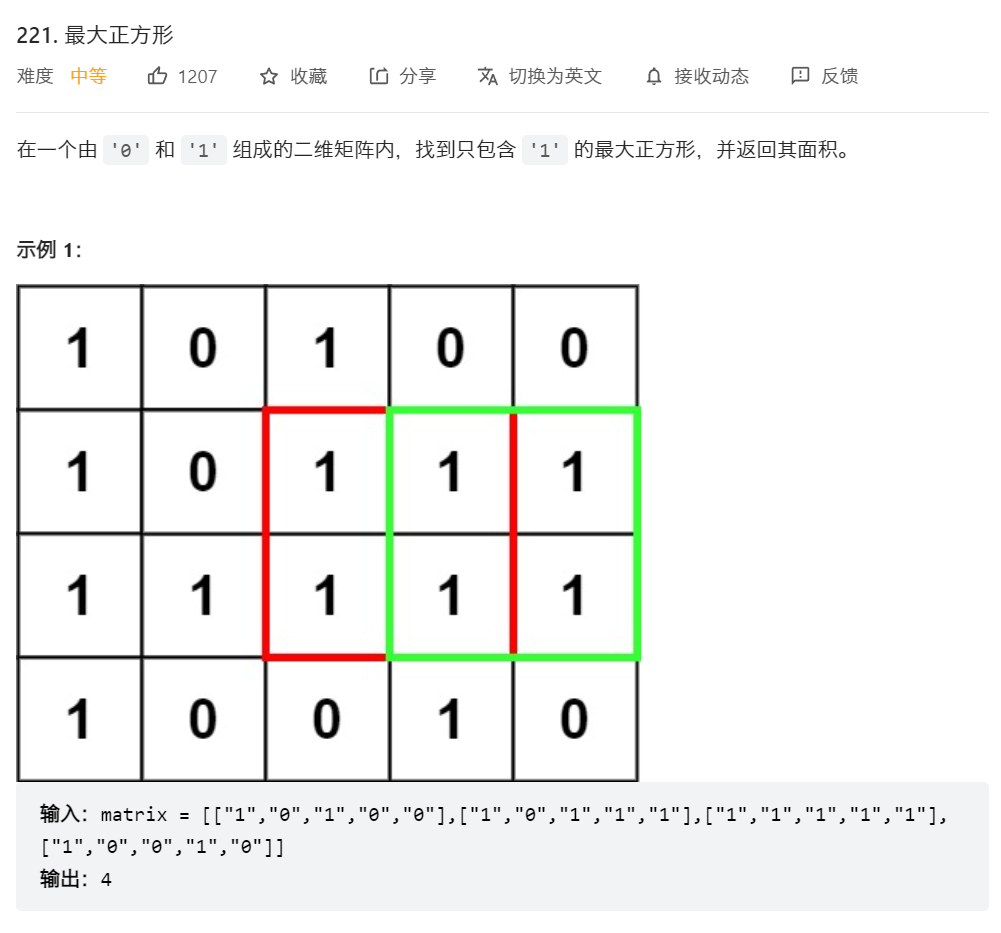 221. 最大正方形
难度 中等 1207 收藏 分享 切换为英文 接收动态 反馈
在一个由 '0' 和 '1' 组成的二维矩阵内，找到只包含 '1' 的最大正方形，并返回其面积。
示例 1：
1 0 1 0 0
1 0 1 1 1
1 1 1 1 1
1 0 0 1 0
输入：matrix = [["1","0","1","0","0"],["1","0","1","1","1"],["1","1","1","1","1"],
["1","0","0","1","0"]]
输出：4